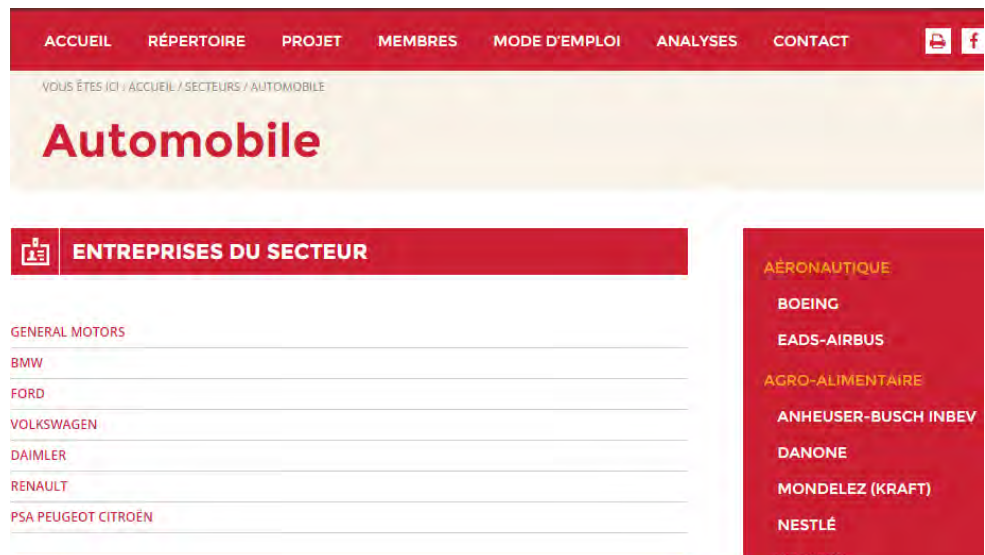 ACCUEIL RÉPERTOIRE PROJET MEMBRES MODE D'EMPLOI ANALYSES CONTACT
VOUS ÊTES ICI : ACCUEIL / SECTEURS / AUTOMOBILE
Automobile
ENTREPRISES DU SECTEUR
GENERAL MOTORS
BMW
FORD
VOLKSWAGEN
DAIMLER
RENAULT
PSA PEUGEOT CITROËN
AÉRONAUTIQUE
BOEING
EADS-AIRBUS
AGRO-ALIMENTAIRE
ANHEUSER-BUSCH INBEV
DANONE
MONDELEZ (KRAFT)
NESTLÉ